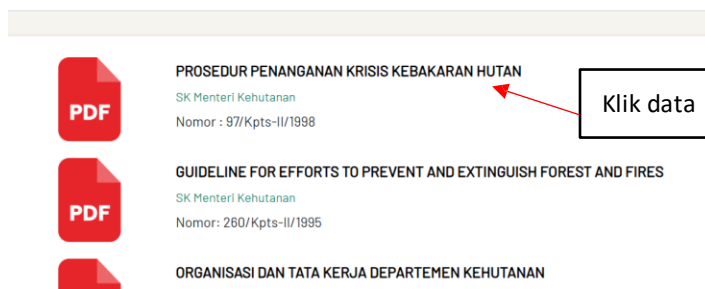 PROSEDUR PENANGANAN KRISIS KEBAKARAN HUTAN
SK Menteri Kehutanan
Nomor : 97/Kpts-II/1998
PDF
Klik data
GUIDELINE FOR EFFORTS TO PREVENT AND EXTINGUISH FOREST AND FIRES
SK Menteri Kehutanan
Nomor: 260/Kpts-II/1995
PDF
ORGANISASI DAN TATA KERJA DEPARTEMEN KEHUTANAN